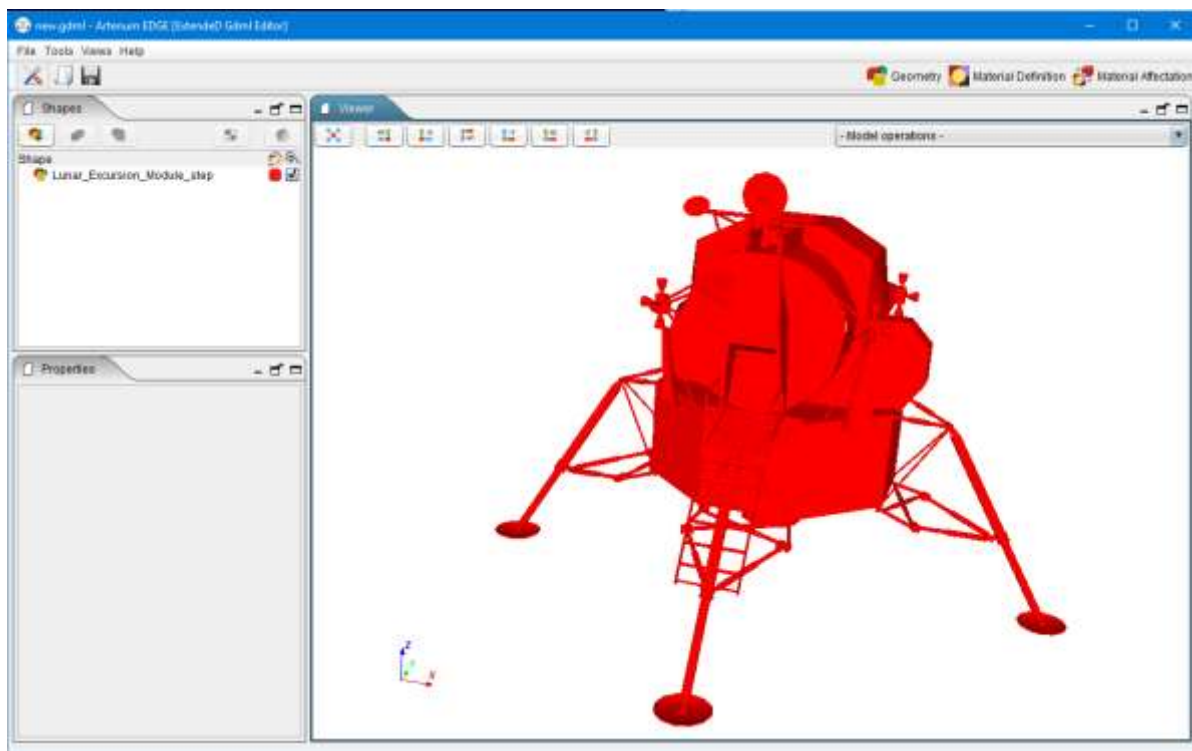 new.gdml - Artenum EDGE [ExtendeD Gdml Editor]
File Tools Views Help
Geometry Material Definition Material Affectation
Shapes
Viewer
- Model operations -
Shape
Lunar_Excursion_Module_step
Properties
Z
X